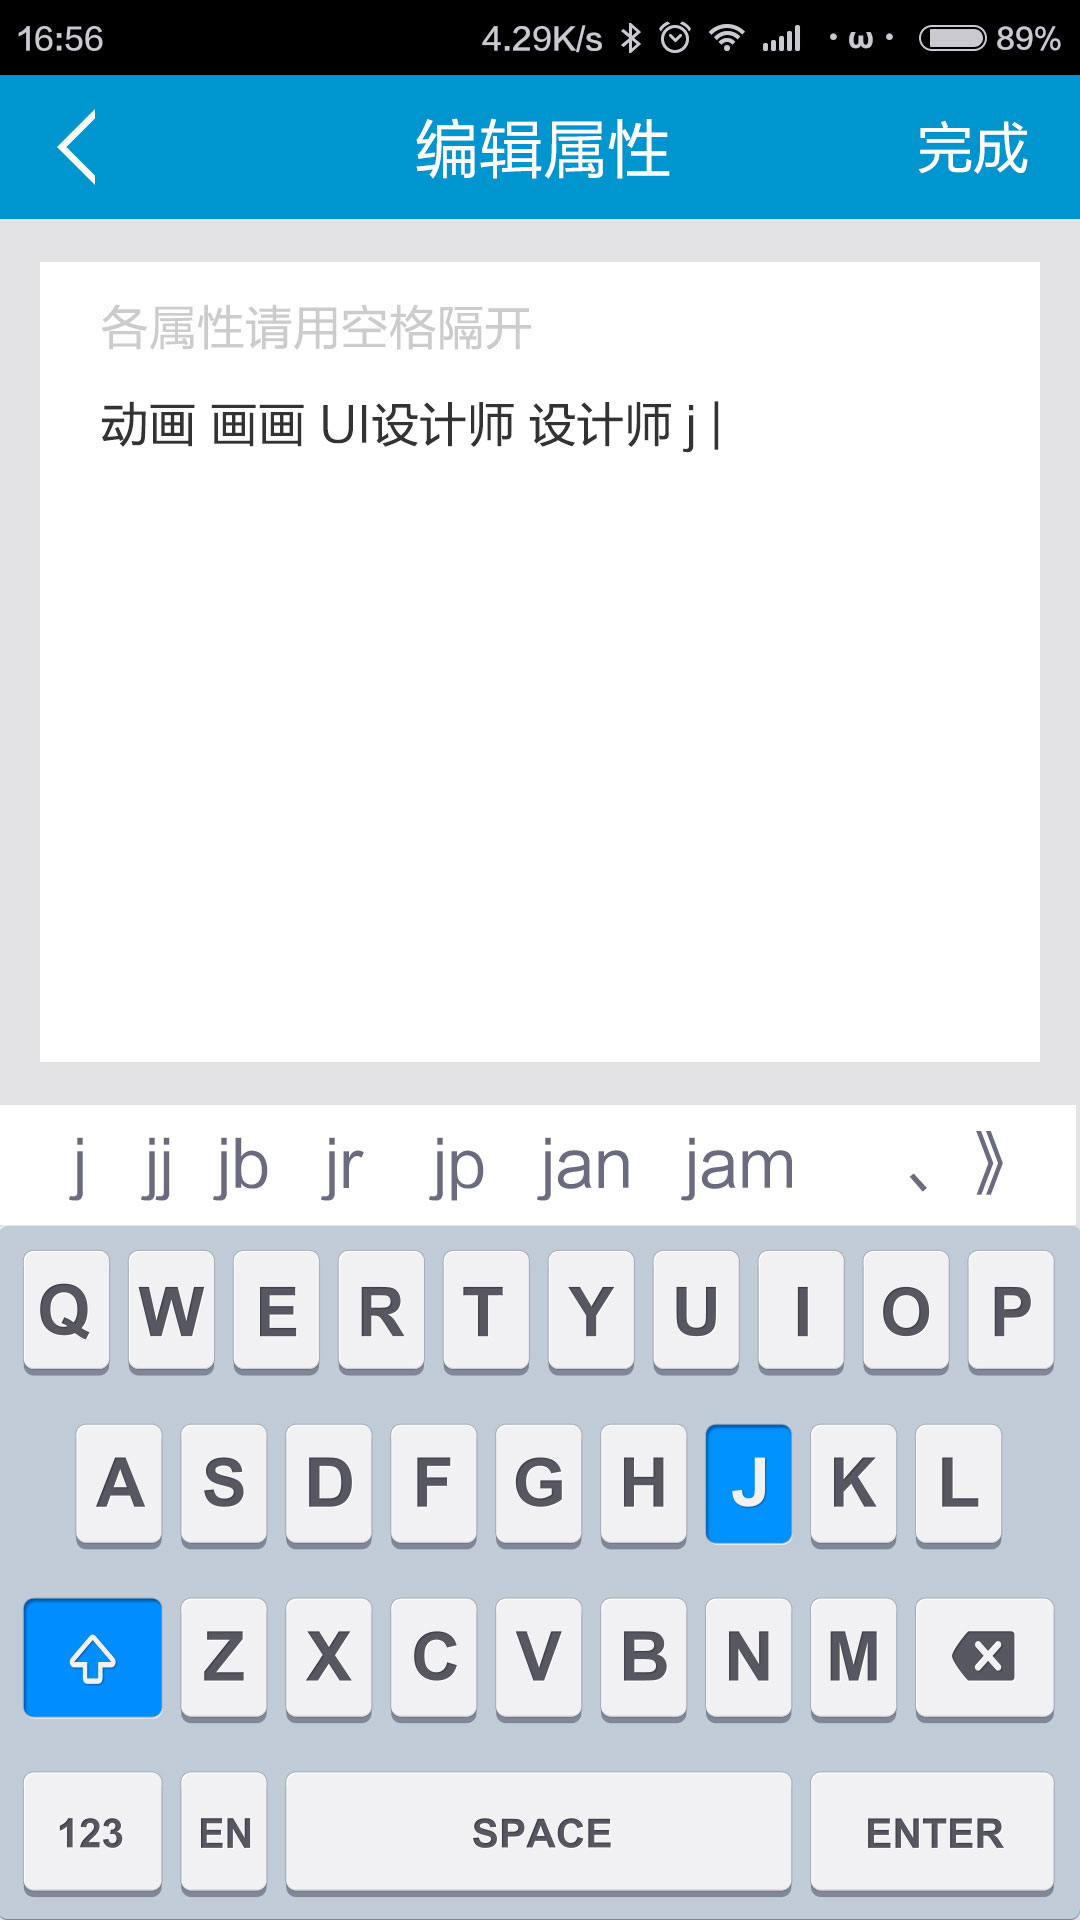 16:56 4.29K/s ·ω· 89%
编辑属性 完成
各属性请用空格隔开
动画 画画 UI设计师 设计师 j |
j jj jb jr jp jan jam 、 》
Q W E R T Y U I O P
A S D F G H J K L
Z X C V B N M
123 EN SPACE ENTER